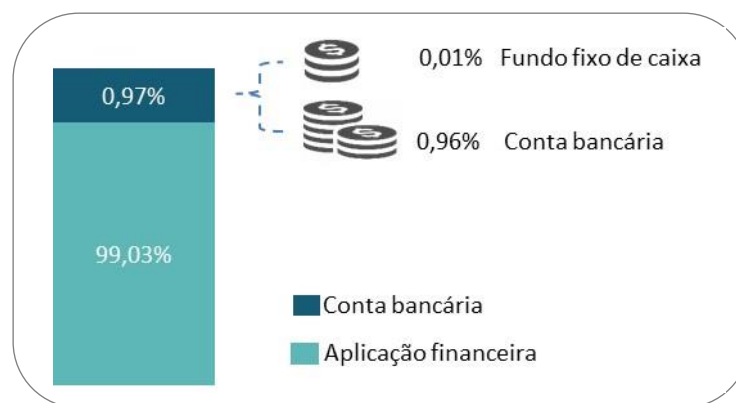 0,97%
0,01% Fundo fixo de caixa
0,96% Conta bancária
99,03%
Conta bancária
Aplicação financeira